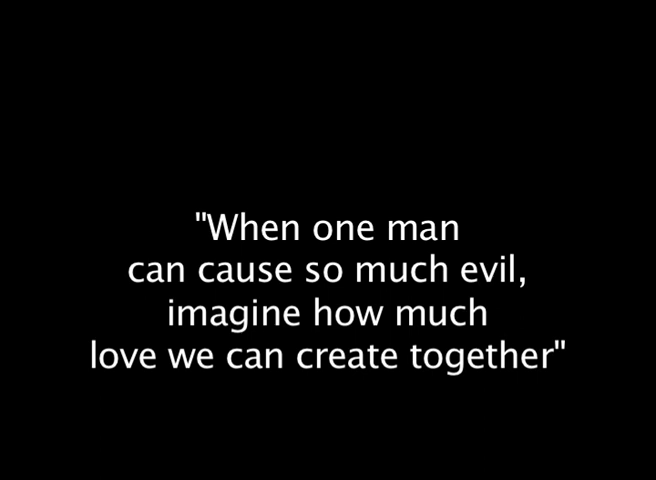 "When one man
can cause so much evil,
imagine how much
love we can create together"